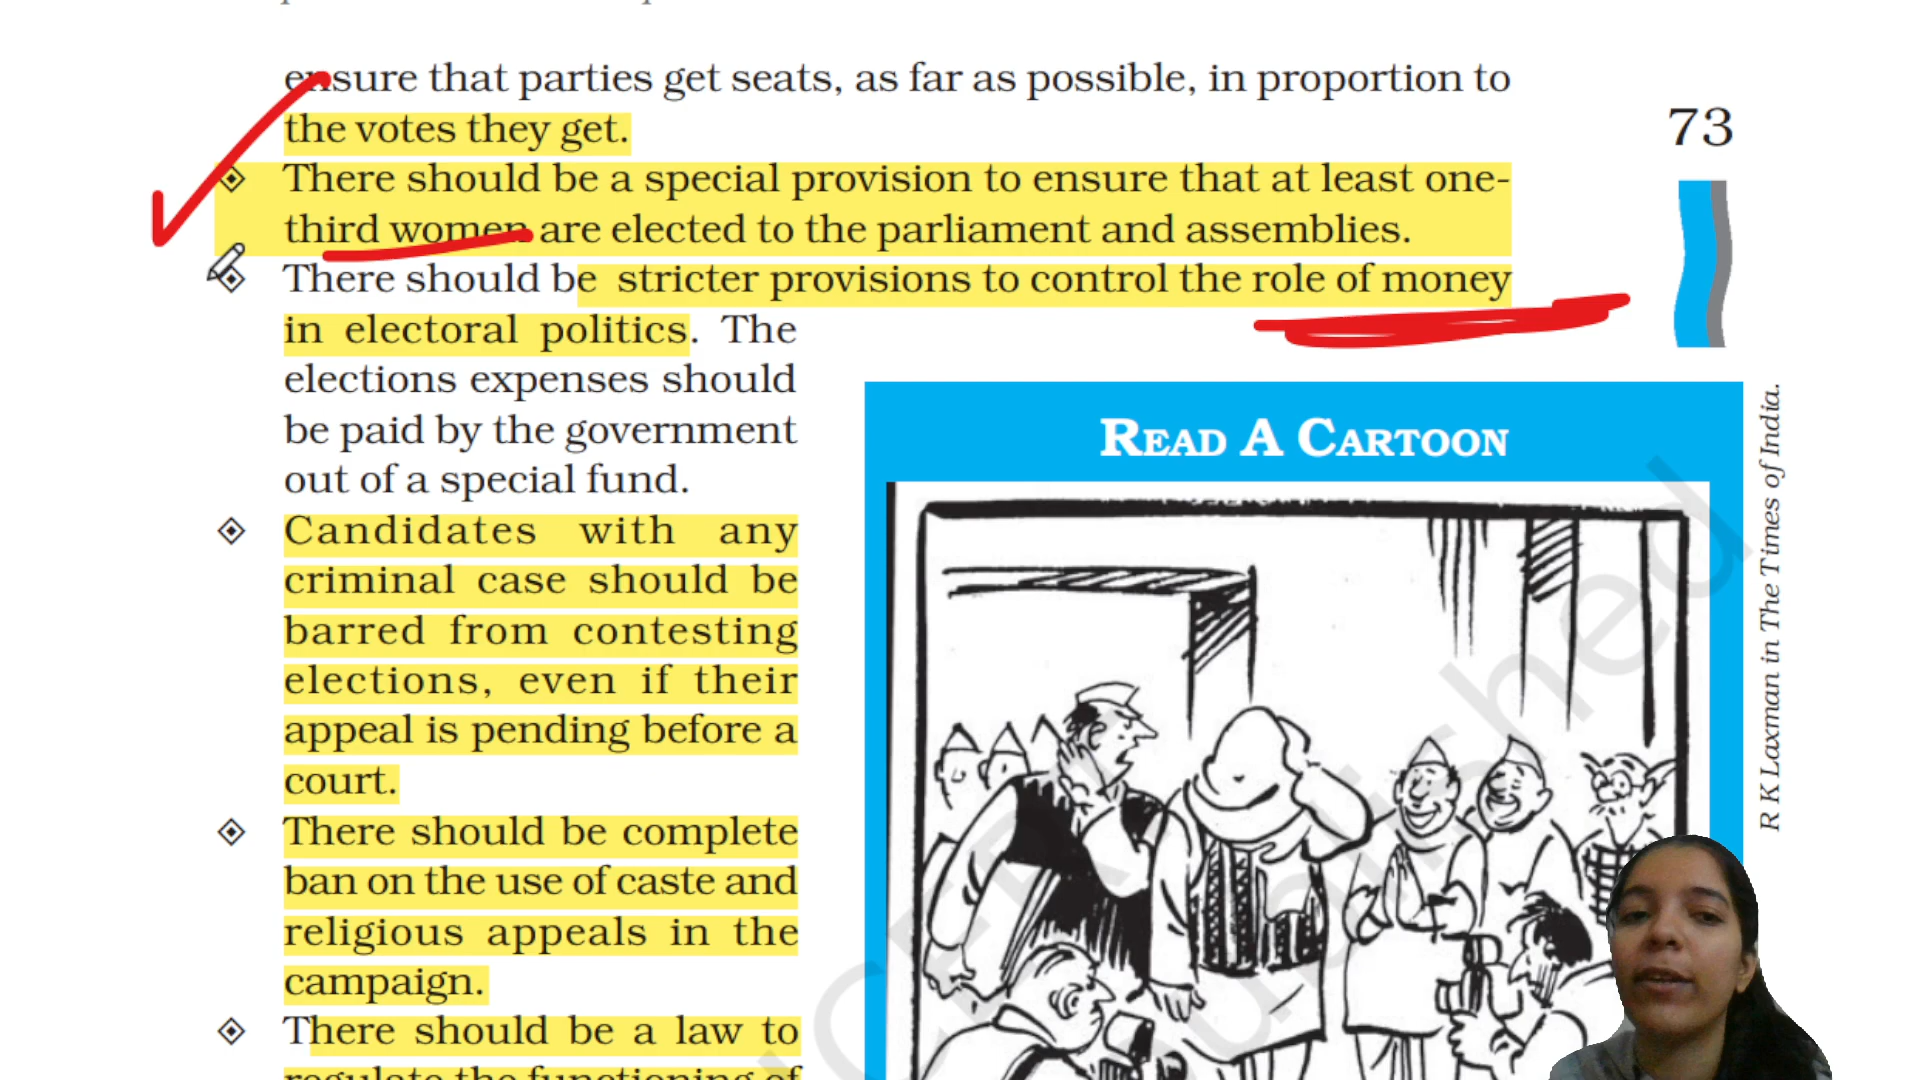 ensure that parties get seats, as far as possible, in proportion to
the votes they get.
There should be a special provision to ensure that at least one-
third women are elected to the parliament and assemblies.
There should be stricter provisions to control the role of money
in electoral politics. The
elections expenses should
be paid by the government
out of a special fund.
Candidates with any
criminal case should be
barred from contesting
elections, even if their
appeal is pending before a
court.
There should be complete
ban on the use of caste and
religious appeals in the
campaign.
There should be a law to
regulate the functioning of
73
READ A CARTOON
R K Laxman in The Times of India.